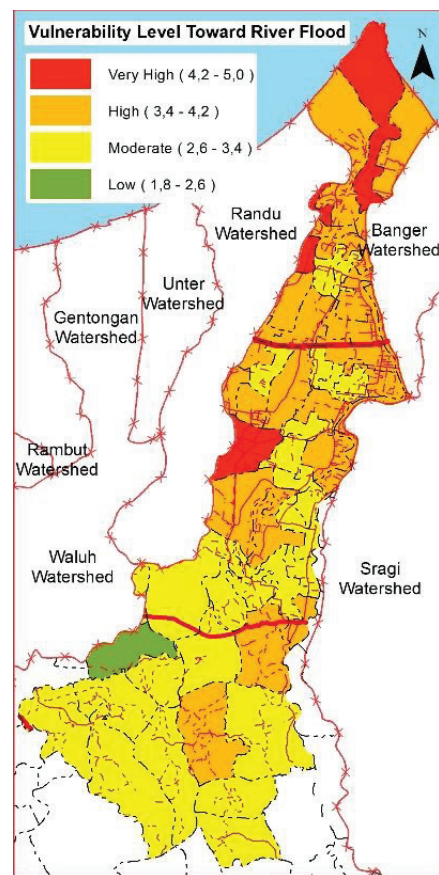 Vulnerability Level Toward River Flood
N
Very High ( 4,2 - 5,0 )
High ( 3,4 - 4,2 )
Moderate ( 2,6 - 3,4 )
Low ( 1,8 - 2,6 )
Randu
Watershed
Banger
Watershed
Unter
Watershed
Gentongan
Watershed
Rambut
Watershed
Waluh
Watershed
Sragi
Watershed